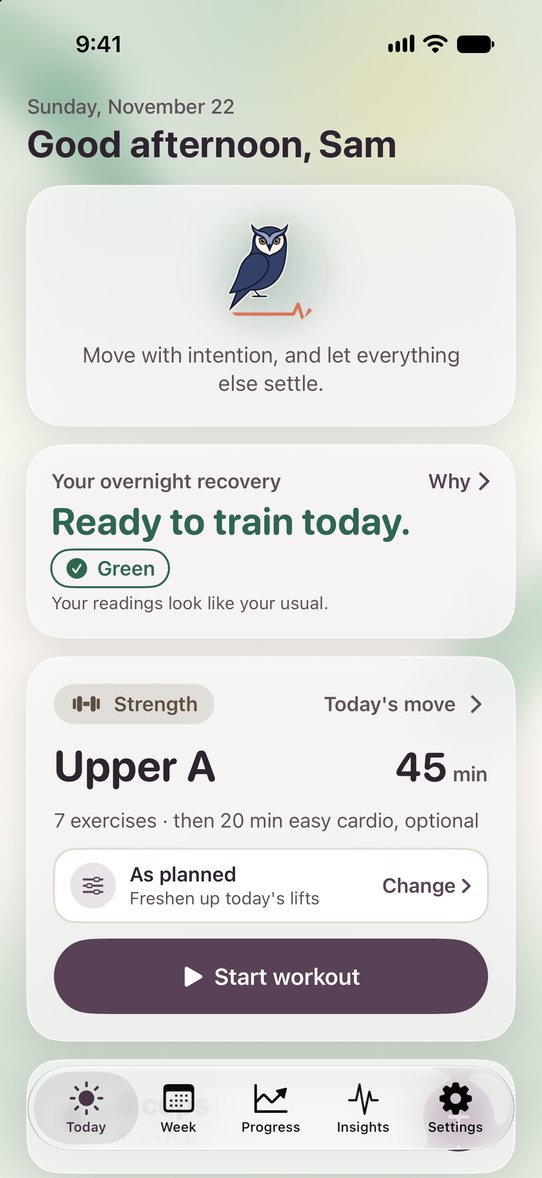 9:41
Sunday, November 22
Good afternoon, Sam
Move with intention, and let everything
else settle.
Your overnight recovery
Why
Ready to train today.
Green
Your readings look like your usual.
Strength
Today's move
Upper A
45 min
7 exercises · then 20 min easy cardio, optional
As planned
Freshen up today's lifts
Change
Start workout
Today
Week
Progress
Insights
Settings